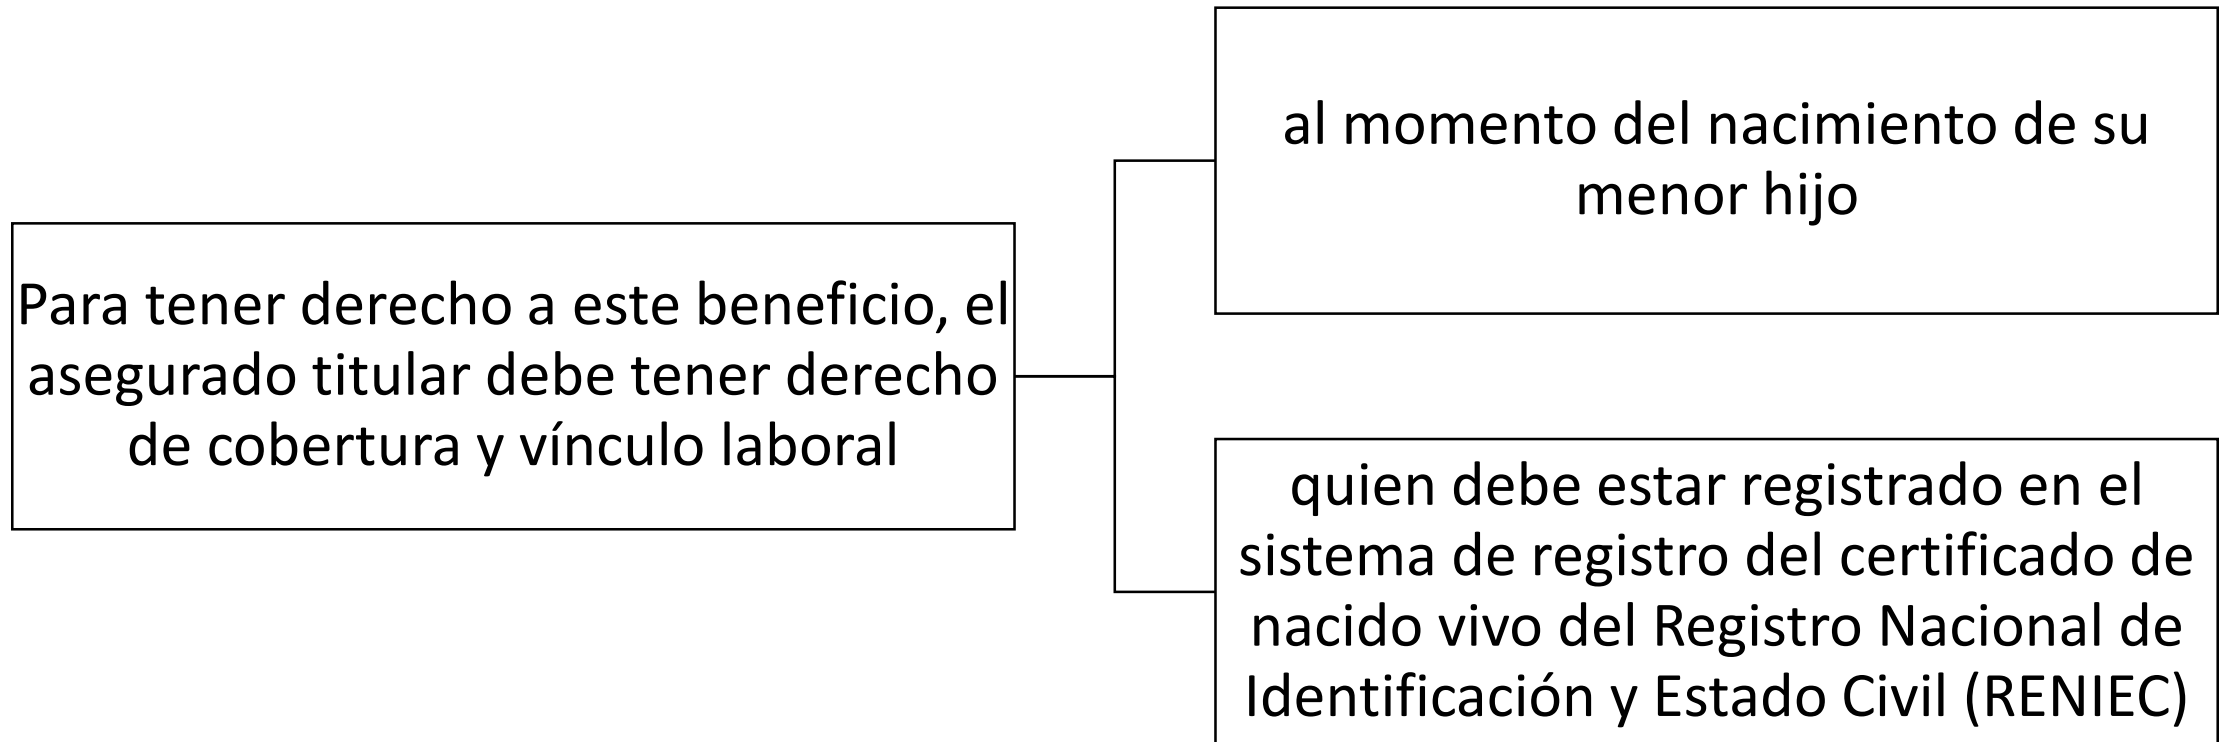 Para tener derecho a este beneficio, el
asegurado titular debe tener derecho
de cobertura y vínculo laboral
al momento del nacimiento de su
menor hijo
quien debe estar registrado en el
sistema de registro del certificado de
nacido vivo del Registro Nacional de
Identificación y Estado Civil (RENIEC)